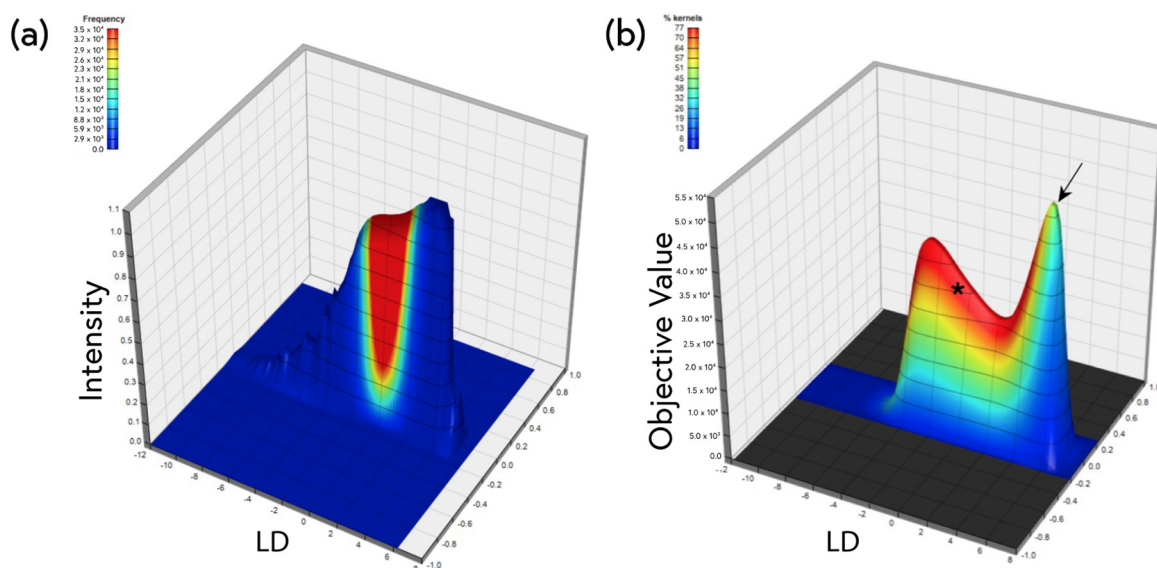 (a)
Frequency
3.5 x 10⁴
3.2 x 10⁴
2.9 x 10⁴
2.6 x 10⁴
2.3 x 10⁴
2.1 x 10⁴
1.8 x 10⁴
1.5 x 10⁴
1.2 x 10⁴
8.8 x 10³
5.9 x 10³
2.9 x 10³
0.0
Intensity
1.1
1.0
0.9
0.8
0.7
0.6
0.5
0.4
0.3
0.2
0.1
0.0
-12
-10
-8
-6
-4
-2
0
2
4
6
8
LD
1.0
0.8
0.6
0.4
0.2
0.0
-0.2
-0.4
-0.6
-0.8
-1.0
(b)
% kernels
77
70
64
57
51
45
38
32
26
19
13
6
0
Objective Value
5.5 x 10⁴
5.0 x 10⁴
4.5 x 10⁴
4.0 x 10⁴
3.5 x 10⁴
3.0 x 10⁴
2.5 x 10⁴
2.0 x 10⁴
1.5 x 10⁴
1.0 x 10⁴
5.0 x 10³
0.0
*
-12
-10
-8
-6
-4
-2
0
2
4
6
8
LD
1.0
0.8
0.6
0.4
0.2
0.0
-0.2
-0.4
-0.6
-0.8
-1.0